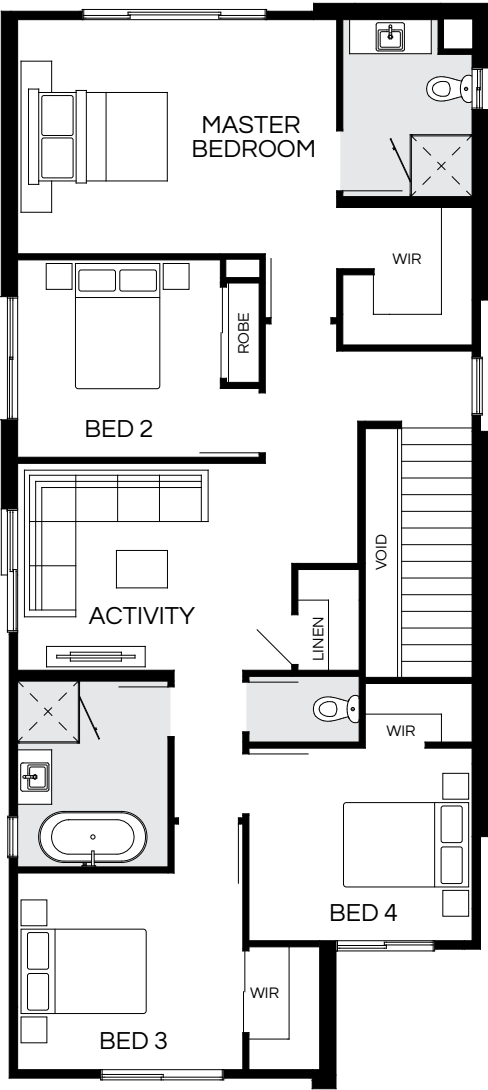 MASTER
BEDROOM
WIR
ROBE
BED 2
VOID
ACTIVITY
LINEN
WIR
BED 4
WIR
BED 3